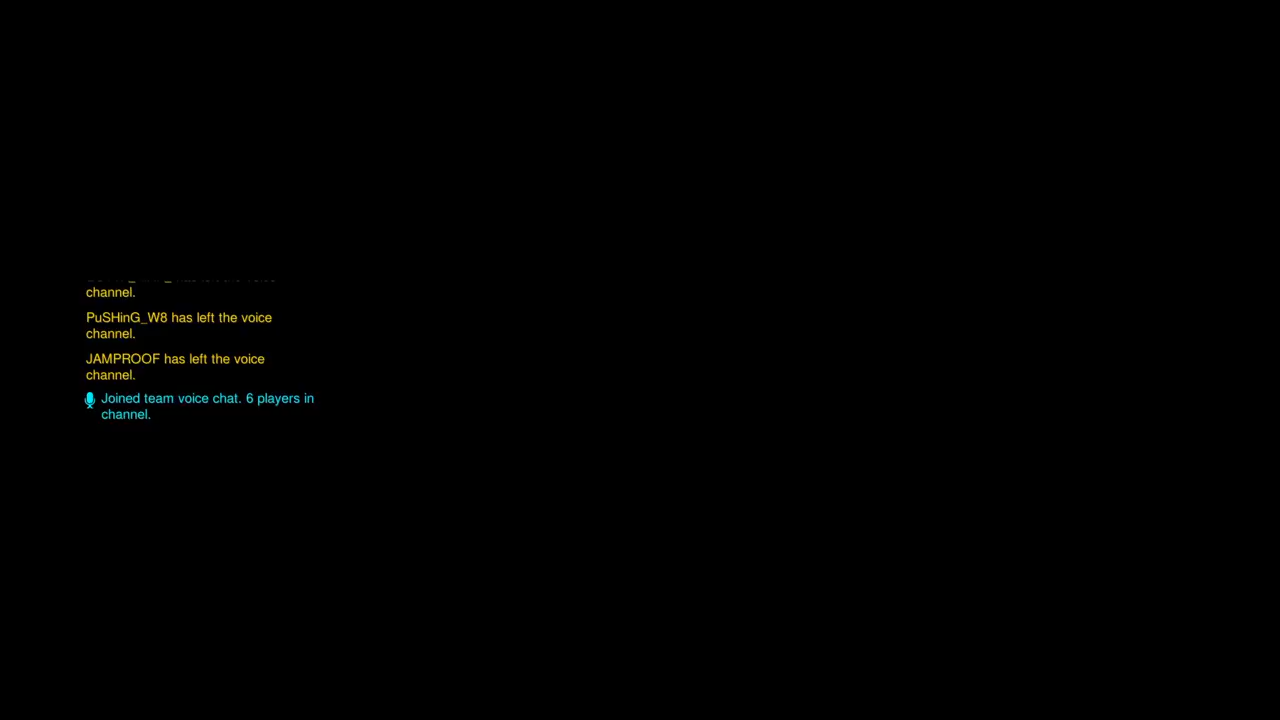 channel.
PuSHinG_W8 has left the voice
channel.
JAMPROOF has left the voice
channel.
Joined team voice chat. 6 players in
channel.